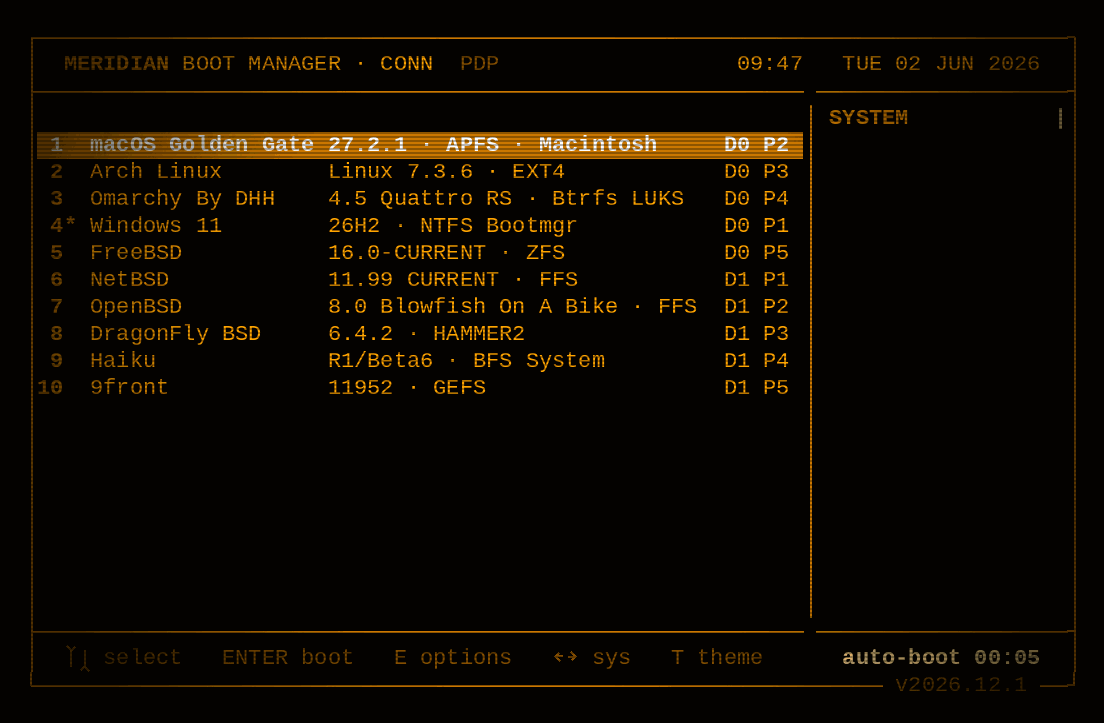 MERIDIAN BOOT MANAGER · CONN PDP 09:47 TUE 02 JUN 2026
SYSTEM
1 macOS Golden Gate 27.2.1 · APFS · Macintosh D0 P2
2 Arch Linux Linux 7.3.6 · EXT4 D0 P3
3 Omarchy By DHH 4.5 Quattro RS · Btrfs LUKS D0 P4
4* Windows 11 26H2 · NTFS Bootmgr D0 P1
5 FreeBSD 16.0-CURRENT · ZFS D0 P5
6 NetBSD 11.99 CURRENT · FFS D1 P1
7 OpenBSD 8.0 Blowfish On A Bike · FFS D1 P2
8 DragonFly BSD 6.4.2 · HAMMER2 D1 P3
9 Haiku R1/Beta6 · BFS System D1 P4
10 9front 11952 · GEFS D1 P5
↑↓ select ENTER boot E options ↔ sys T theme auto-boot 00:05
v2026.12.1